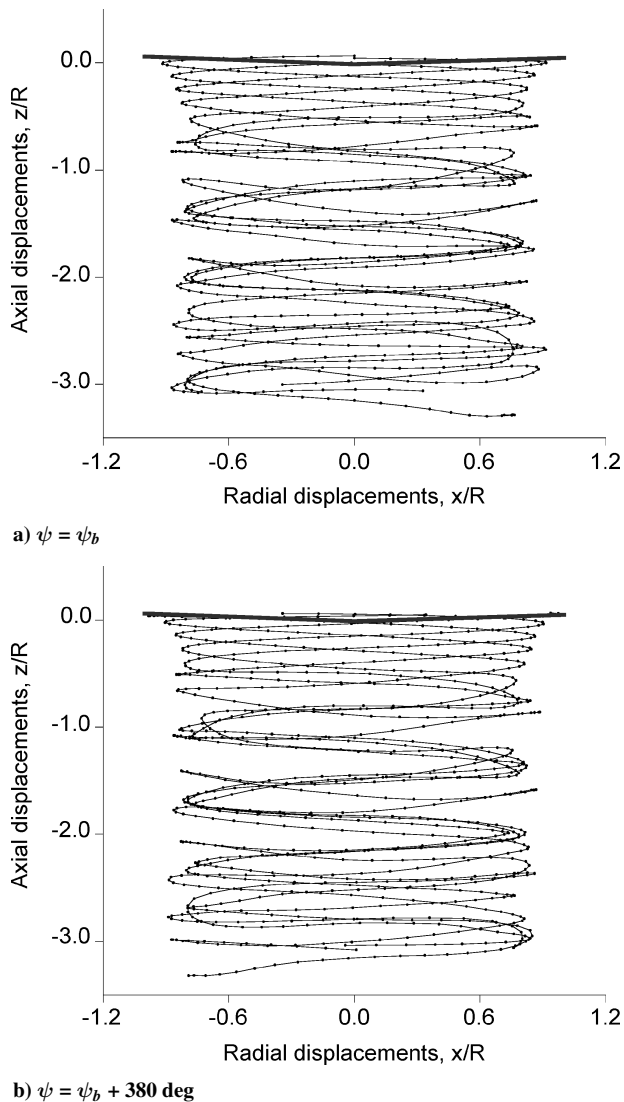 0.0
-1.0
-2.0
-3.0
Axial displacements, z/R
-1.2 -0.6 0.0 0.6 1.2
Radial displacements, x/R
a) ψ = ψb
0.0
-1.0
-2.0
-3.0
Axial displacements, z/R
-1.2 -0.6 0.0 0.6 1.2
Radial displacements, x/R
b) ψ = ψb + 380 deg